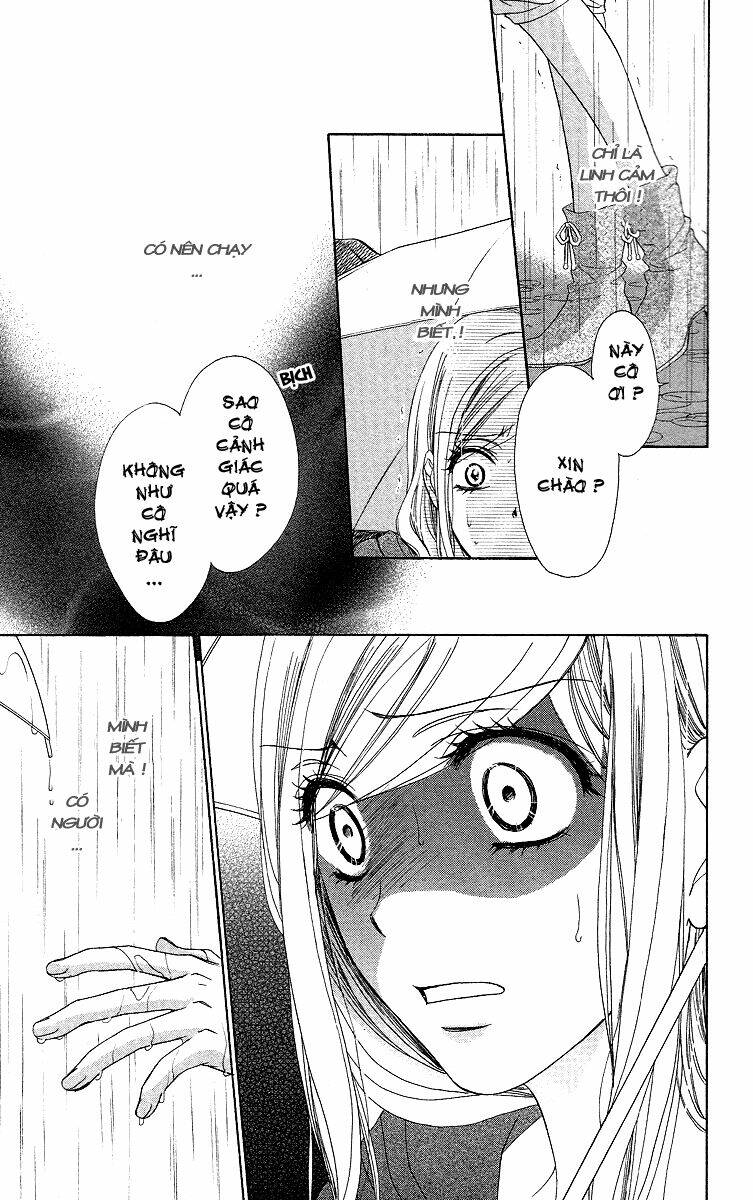 CHỈ LÀ
LINH CẢM
THÔI !
NHƯNG
MÌNH
BIẾT !
NÀY
CÔ
ƠI ?
XIN
CHÀO ?
CÓ NÊN CHẠY
...
BỊCH
SAO
CÔ
CẢNH
GIÁC
QUÁ
VẬY ?
KHÔNG
NHƯ
CÔ
NGHĨ
ĐÂU
...
MÌNH
BIẾT
MÀ !
CÓ
NGƯỜI
...